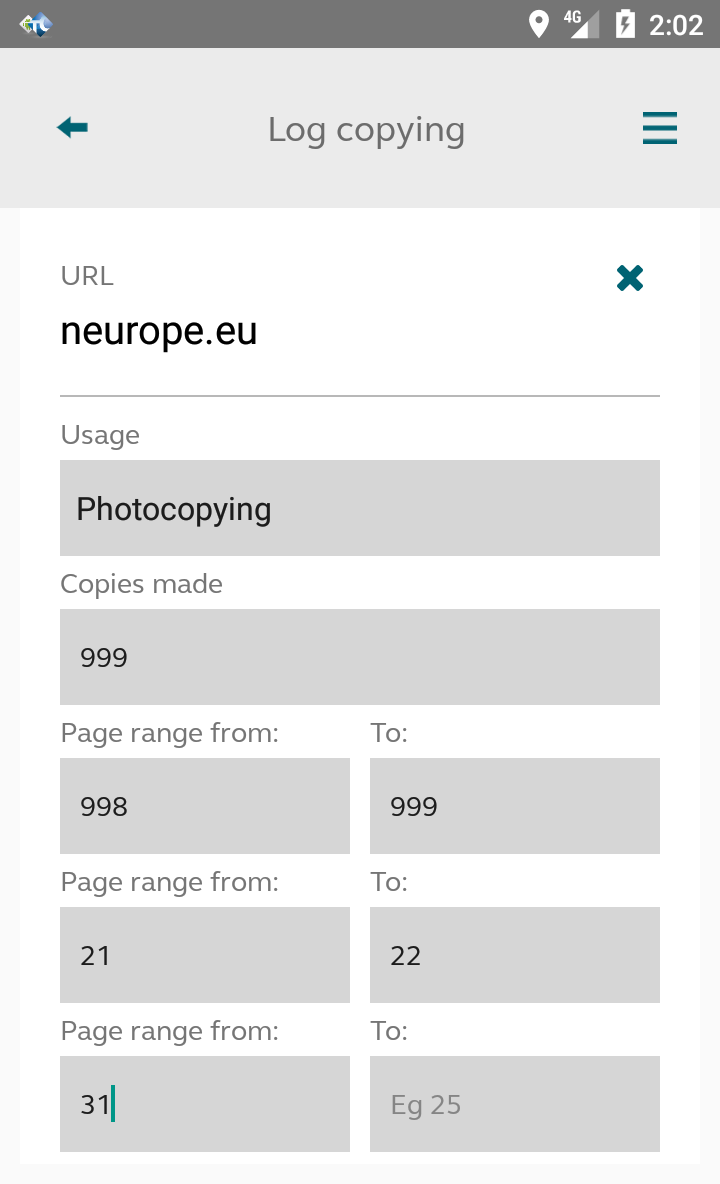 4G 2:02
Log copying
URL
neurope.eu
Usage
Photocopying
Copies made
999
Page range from: To:
998 999
Page range from: To:
21 22
Page range from: To:
31 Eg 25